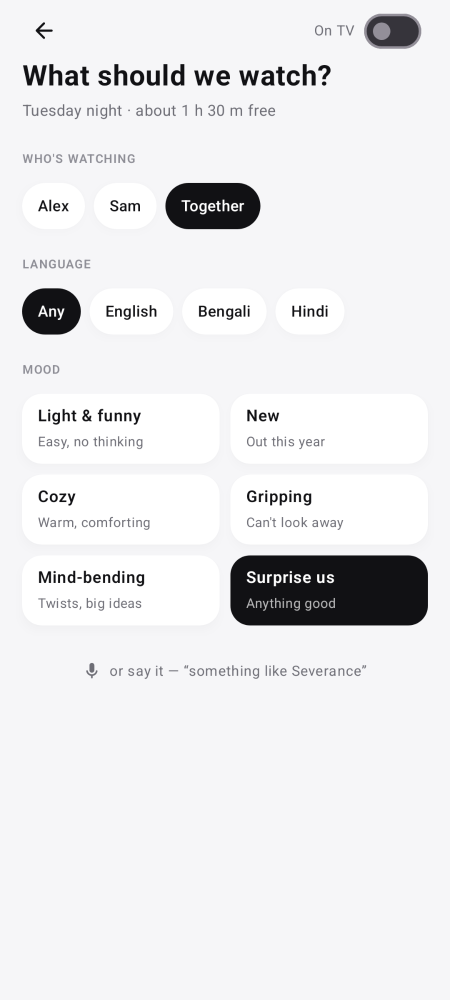 On TV
What should we watch?
Tuesday night · about 1 h 30 m free
WHO'S WATCHING
Alex Sam Together
LANGUAGE
Any English Bengali Hindi
MOOD
Light & funny
Easy, no thinking
New
Out this year
Cozy
Warm, comforting
Gripping
Can't look away
Mind-bending
Twists, big ideas
Surprise us
Anything good
or say it — “something like Severance”